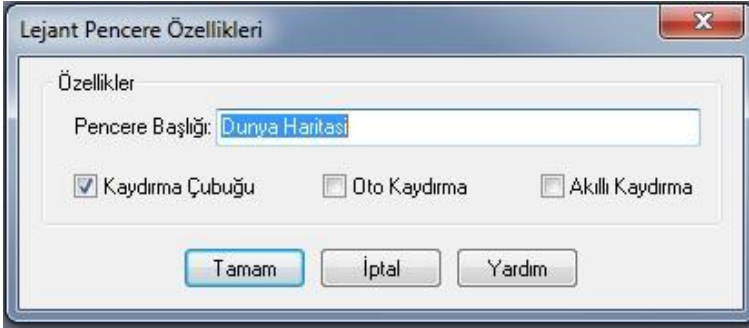 Lejant Pencere Özellikleri
Özellikler
Pencere Başlığı: Dunya Haritasi
Kaydırma Çubuğu Oto Kaydırma Akıllı Kaydırma
Tamam İptal Yardım